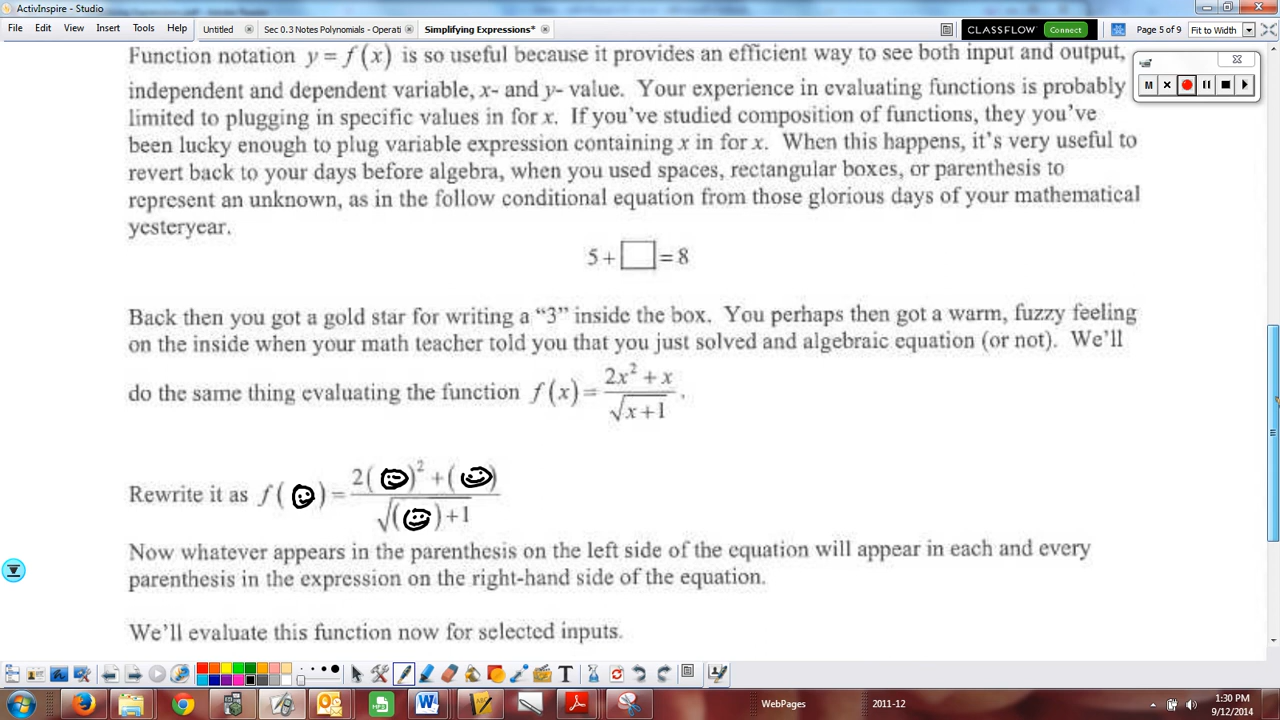 ActivInspire - Studio
File Edit View Insert Tools Help Untitled Sec 0.3 Notes Polynomials - Operati Simplifying Expressions* CLASSFLOW Connect Page 5 of 9 Fit to Width
Function notation y = f(x) is so useful because it provides an efficient way to see both input and output,
M
independent and dependent variable, x- and y- value. Your experience in evaluating functions is probably
limited to plugging in specific values in for x. If you've studied composition of functions, they you've
been lucky enough to plug variable expression containing x in for x. When this happens, it's very useful to
revert back to your days before algebra, when you used spaces, rectangular boxes, or parenthesis to
represent an unknown, as in the follow conditional equation from those glorious days of your mathematical
yesteryear.
5 + □ = 8
Back then you got a gold star for writing a “3” inside the box. You perhaps then got a warm, fuzzy feeling
on the inside when your math teacher told you that you just solved and algebraic equation (or not). We'll
do the same thing evaluating the function f(x) = (2x² + x)/√(x+1).
Rewrite it as f(☺) = (2(☺)² + (☺))/√((☺)+1)
Now whatever appears in the parenthesis on the left side of the equation will appear in each and every
parenthesis in the expression on the right-hand side of the equation.
We'll evaluate this function now for selected inputs.
WebPages 2011-12 1:30 PM
9/12/2014